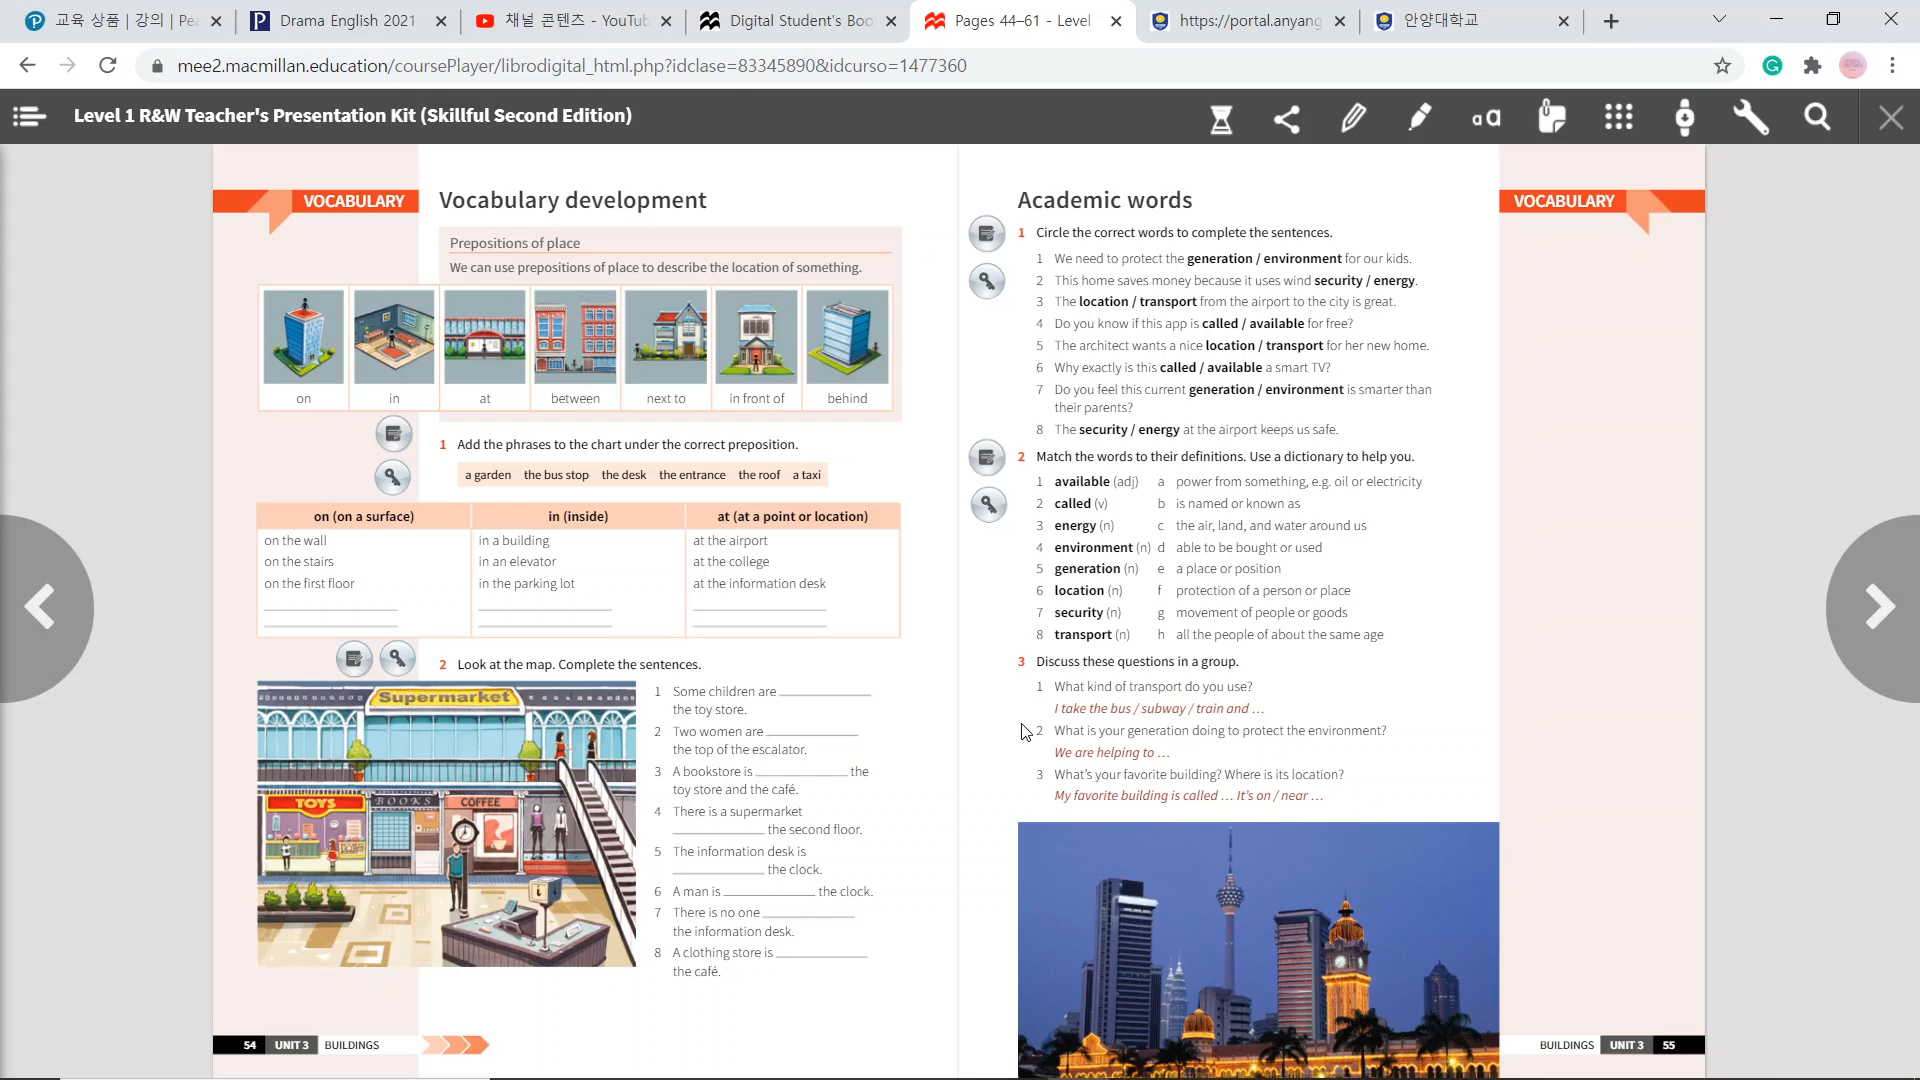 교육 상품 | 강의 | Pea
Drama English 2021
채널 콘텐츠 - YouTub
Digital Student's Boo
Pages 44–61 - Level
https://portal.anyang
안양대학교
mee2.macmillan.education/coursePlayer/librodigital_html.php?idclase=83345890&idcurso=1477360
Level 1 R&W Teacher's Presentation Kit (Skillful Second Edition)
VOCABULARY
Vocabulary development
Prepositions of place
We can use prepositions of place to describe the location of something.
on in at between next to in front of behind
1 Add the phrases to the chart under the correct preposition.
a garden the bus stop the desk the entrance the roof a taxi
on (on a surface) in (inside) at (at a point or location)
on the wall in a building at the airport
on the stairs in an elevator at the college
on the first floor in the parking lot at the information desk
2 Look at the map. Complete the sentences.
Supermarket
TOYS
BOOKS
COFFEE
1 Some children are ____________
the toy store.
2 Two women are ____________
the top of the escalator.
3 A bookstore is ____________ the
toy store and the café.
4 There is a supermarket
____________ the second floor.
5 The information desk is
____________ the clock.
6 A man is ____________ the clock.
7 There is no one ____________
the information desk.
8 A clothing store is ____________
the café.
54 UNIT 3 BUILDINGS
Academic words
VOCABULARY
1 Circle the correct words to complete the sentences.
1 We need to protect the generation / environment for our kids.
2 This home saves money because it uses wind security / energy.
3 The location / transport from the airport to the city is great.
4 Do you know if this app is called / available for free?
5 The architect wants a nice location / transport for her new home.
6 Why exactly is this called / available a smart TV?
7 Do you feel this current generation / environment is smarter than
their parents?
8 The security / energy at the airport keeps us safe.
2 Match the words to their definitions. Use a dictionary to help you.
1 available (adj) a power from something, e.g. oil or electricity
2 called (v) b is named or known as
3 energy (n) c the air, land, and water around us
4 environment (n) d able to be bought or used
5 generation (n) e a place or position
6 location (n) f protection of a person or place
7 security (n) g movement of people or goods
8 transport (n) h all the people of about the same age
3 Discuss these questions in a group.
1 What kind of transport do you use?
I take the bus / subway / train and …
2 What is your generation doing to protect the environment?
We are helping to …
3 What's your favorite building? Where is its location?
My favorite building is called … It's on / near …
BUILDINGS UNIT 3 55